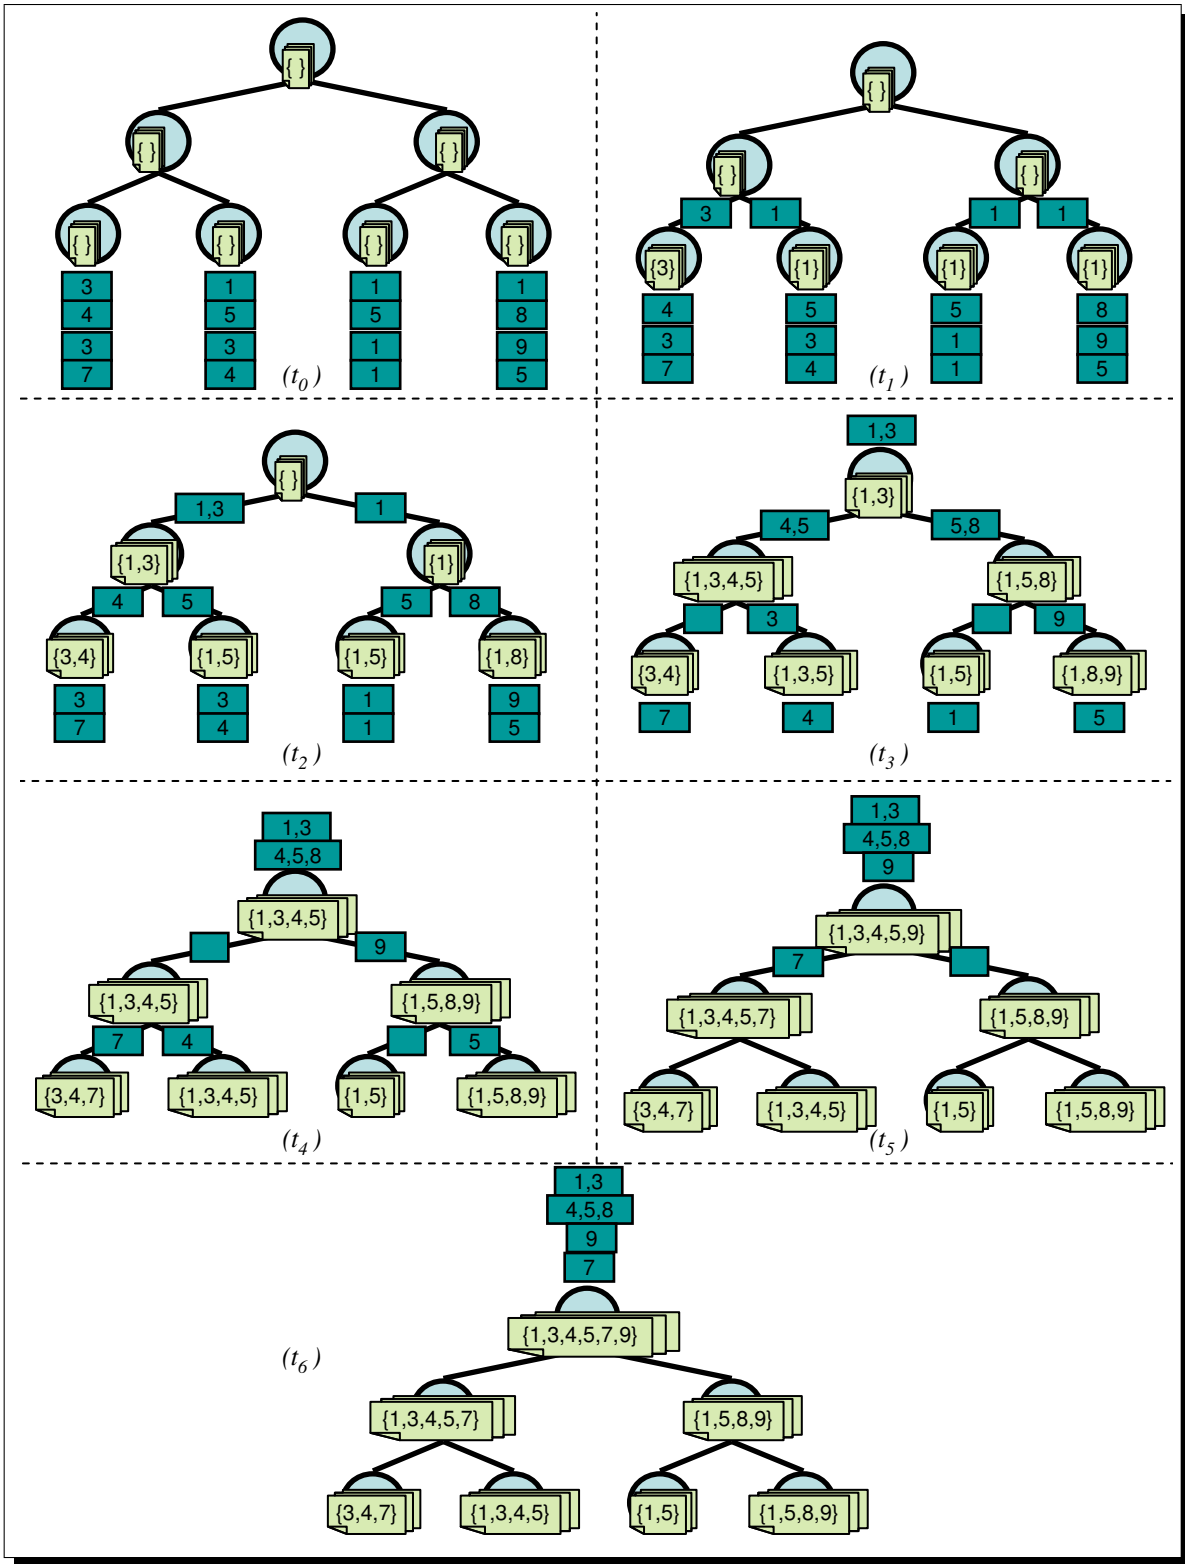 { }
{ } { }
{ } { } { } { }
3 1 1 1
4 5 5 8
3 3 1 9
7 4 1 5
(t0 )
{ }
{ } { }
3 1 1 1
{3} {1} {1} {1}
4 5 5 8
3 3 1 9
7 4 1 5
(t1 )
{ }
1,3 1
{1,3} {1}
4 5 5 8
{3,4} {1,5} {1,5} {1,8}
3 3 1 9
7 4 1 5
(t2 )
1,3
{1,3}
4,5 5,8
{1,3,4,5} {1,5,8}
3 9
{3,4} {1,3,5} {1,5} {1,8,9}
7 4 1 5
(t3 )
1,3
4,5,8
{1,3,4,5}
9
{1,3,4,5} {1,5,8,9}
7 4 5
{3,4,7} {1,3,4,5} {1,5} {1,5,8,9}
(t4 )
1,3
4,5,8
9
{1,3,4,5,9}
7
{1,3,4,5,7} {1,5,8,9}
{3,4,7} {1,3,4,5} {1,5} {1,5,8,9}
(t5 )
1,3
4,5,8
9
7
{1,3,4,5,7,9}
(t6 )
{1,3,4,5,7} {1,5,8,9}
{3,4,7} {1,3,4,5} {1,5} {1,5,8,9}